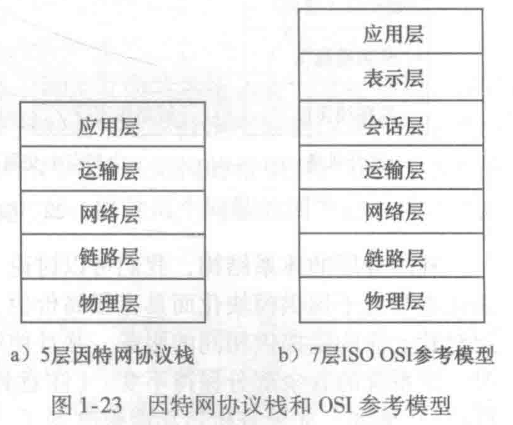 应用层
运输层
网络层
链路层
物理层
a）5层因特网协议栈
应用层
表示层
会话层
运输层
网络层
链路层
物理层
b）7层ISO OSI参考模型
图1-23 因特网协议栈和 OSI 参考模型